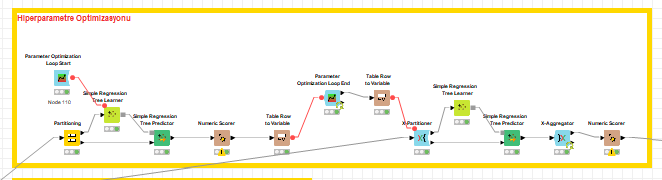 Hiperparametre Optimizasyonu
Parameter Optimization
Loop Start
Node 110
Simple Regression
Tree Learner
Partitioning
Simple Regression
Tree Predictor
Numeric Scorer
Table Row
to Variable
Parameter
Optimization Loop End
Table Row
to Variable
X-Partitioner
Simple Regression
Tree Learner
Simple Regression
Tree Predictor
X-Aggregator
Numeric Scorer